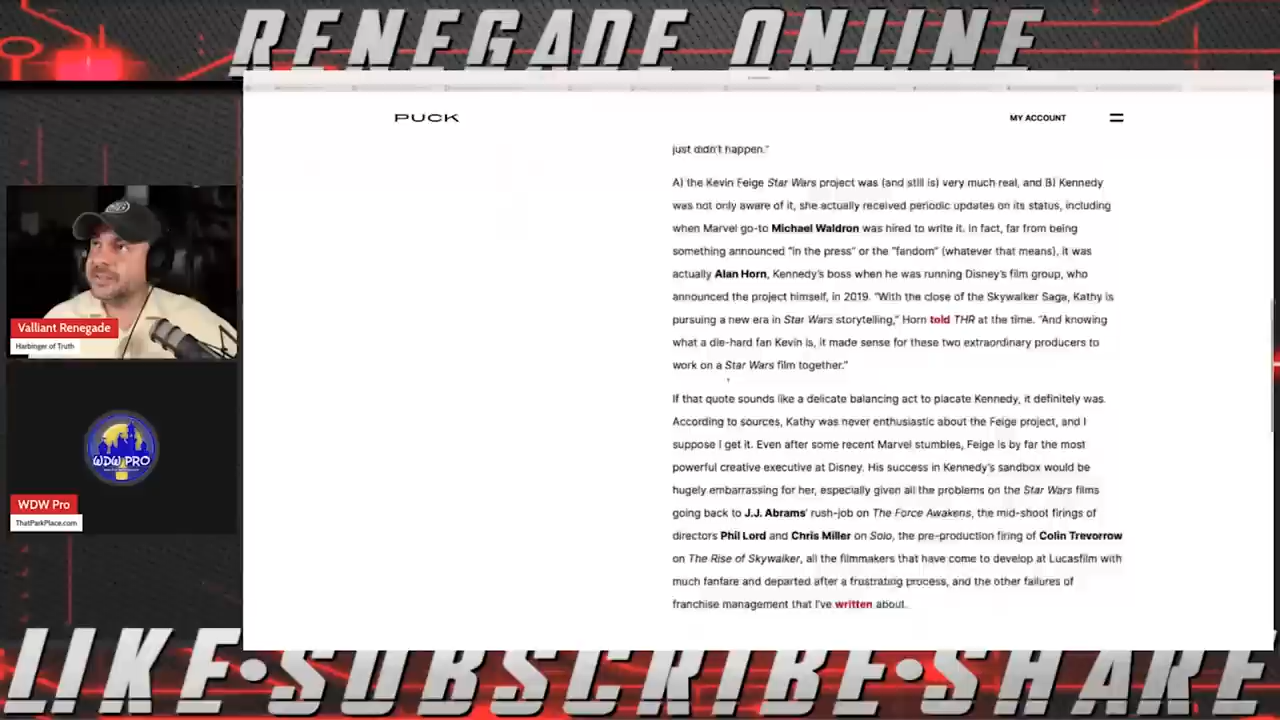 RENEGADE ONLINE
PUCK
MY ACCOUNT
just didn't happen."
A) the Kevin Feige Star Wars project was (and still is) very much real, and B) Kennedy
was not only aware of it, she actually received periodic updates on its status, including
when Marvel go-to Michael Waldron was hired to write it. In fact, far from being
something announced "in the press" or the "fandom" (whatever that means), it was
actually Alan Horn, Kennedy's boss when he was running Disney's film group, who
announced the project himself, in 2019. "With the close of the Skywalker Saga, Kathy is
pursuing a new era in Star Wars storytelling," Horn told THR at the time. "And knowing
what a die-hard fan Kevin is, it made sense for these two extraordinary producers to
work on a Star Wars film together."
If that quote sounds like a delicate balancing act to placate Kennedy, it definitely was.
According to sources, Kathy was never enthusiastic about the Feige project, and I
suppose I get it. Even after some recent Marvel stumbles, Feige is by far the most
powerful creative executive at Disney. His success in Kennedy's sandbox would be
hugely embarrassing for her, especially given all the problems on the Star Wars films
going back to J.J. Abrams' rush-job on The Force Awakens, the mid-shoot firings of
directors Phil Lord and Chris Miller on Solo, the pre-production firing of Colin Trevorrow
on The Rise of Skywalker, all the filmmakers that have come to develop at Lucasfilm with
much fanfare and departed after a frustrating process, and the other failures of
franchise management that I've written about.
Valliant Renegade
Harbinger of Truth
WDW PRO
WDW Pro
ThatParkPlace.com
LIKE•SUBSCRIBE•SHARE